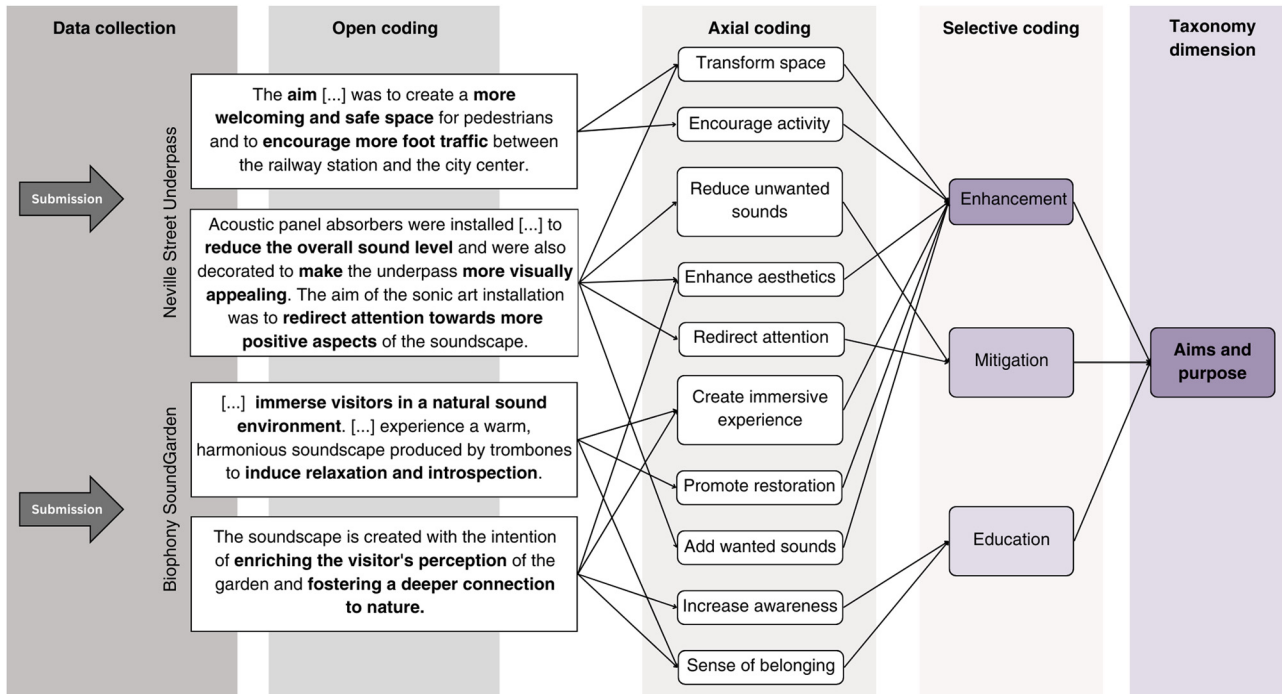 Data collection
Open coding
Axial coding
Selective coding
Taxonomy
dimension
Submission
Neville Street Underpass
The aim [...] was to create a more
welcoming and safe space for pedestrians
and to encourage more foot traffic between
the railway station and the city center.
Acoustic panel absorbers were installed [...] to
reduce the overall sound level and were also
decorated to make the underpass more visually
appealing. The aim of the sonic art installation
was to redirect attention towards more
positive aspects of the soundscape.
Submission
Biophony SoundGarden
[...] immerse visitors in a natural sound
environment. [...] experience a warm,
harmonious soundscape produced by trombones
to induce relaxation and introspection.
The soundscape is created with the intention
of enriching the visitor's perception of the
garden and fostering a deeper connection
to nature.
Transform space
Encourage activity
Reduce unwanted
sounds
Enhance aesthetics
Redirect attention
Create immersive
experience
Promote restoration
Add wanted sounds
Increase awareness
Sense of belonging
Enhancement
Mitigation
Education
Aims and
purpose